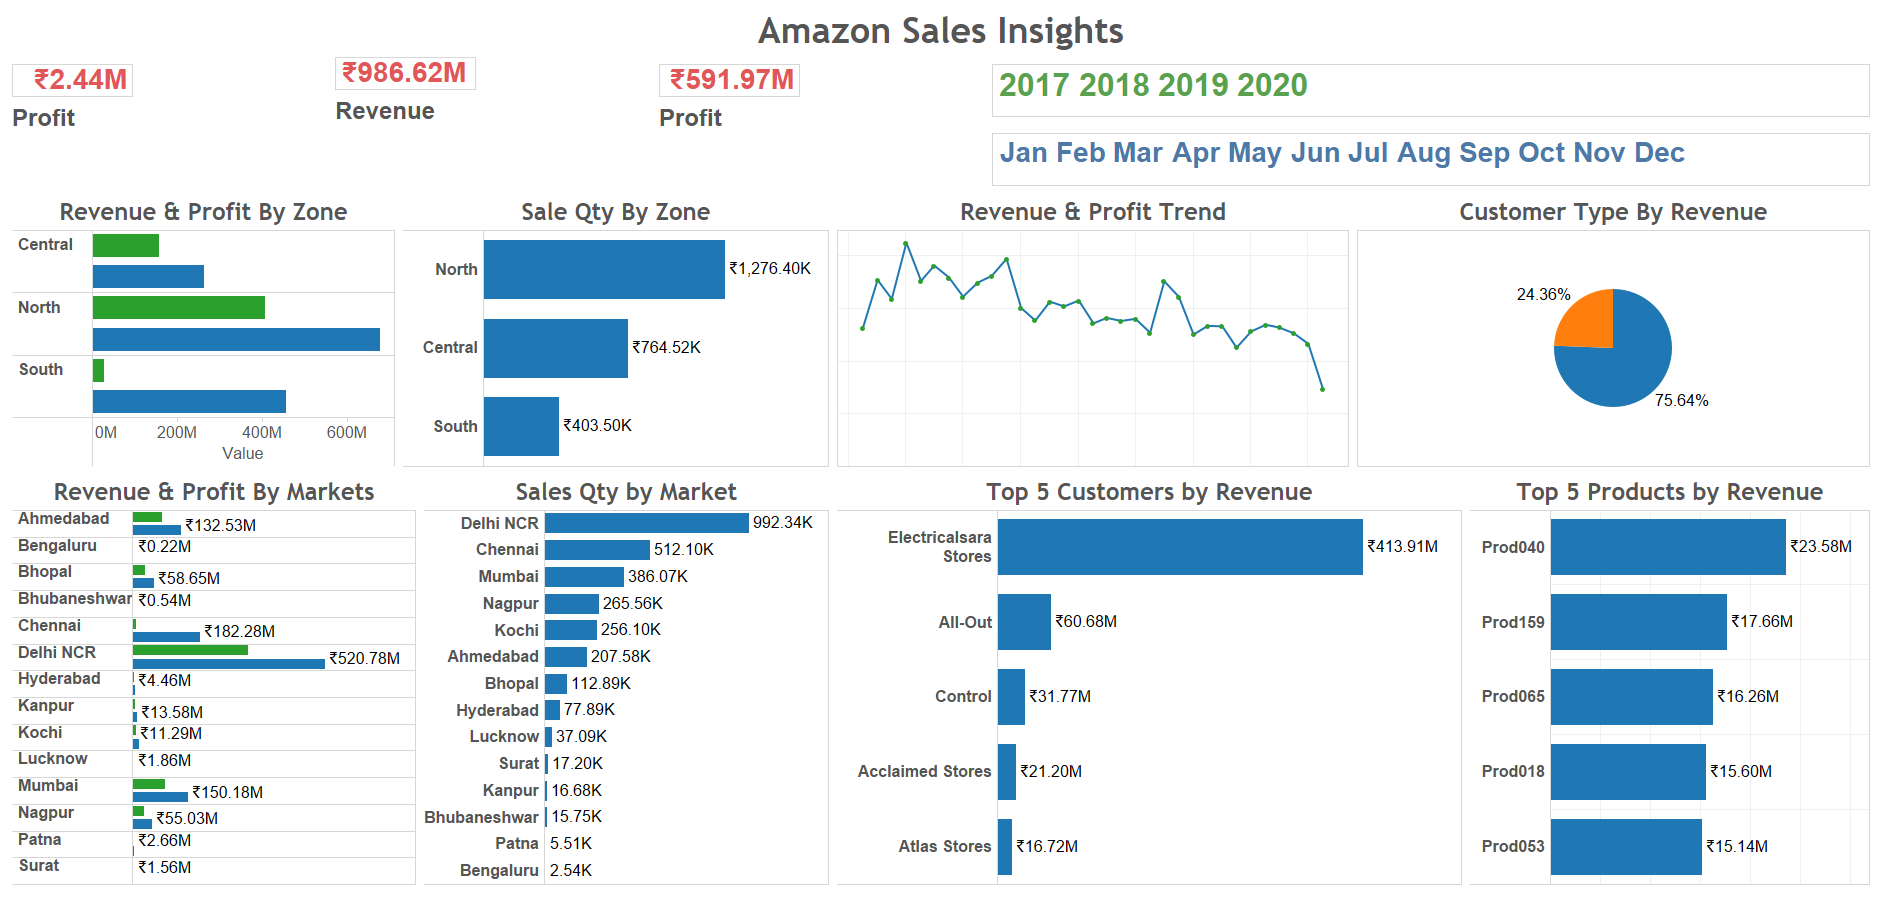 Amazon Sales Insights
₹2.44M
Profit
₹986.62M
Revenue
₹591.97M
Profit
2017 2018 2019 2020
Jan Feb Mar Apr May Jun Jul Aug Sep Oct Nov Dec
Revenue & Profit By Zone
Central
North
South
0M 200M 400M 600M
Value
Sale Qty By Zone
North ₹1,276.40K
Central ₹764.52K
South ₹403.50K
Revenue & Profit Trend
Customer Type By Revenue
24.36%
75.64%
Revenue & Profit By Markets
Ahmedabad ₹132.53M
Bengaluru ₹0.22M
Bhopal ₹58.65M
Bhubaneshwar ₹0.54M
Chennai ₹182.28M
Delhi NCR ₹520.78M
Hyderabad ₹4.46M
Kanpur ₹13.58M
Kochi ₹11.29M
Lucknow ₹1.86M
Mumbai ₹150.18M
Nagpur ₹55.03M
Patna ₹2.66M
Surat ₹1.56M
Sales Qty by Market
Delhi NCR 992.34K
Chennai 512.10K
Mumbai 386.07K
Nagpur 265.56K
Kochi 256.10K
Ahmedabad 207.58K
Bhopal 112.89K
Hyderabad 77.89K
Lucknow 37.09K
Surat 17.20K
Kanpur 16.68K
Bhubaneshwar 15.75K
Patna 5.51K
Bengaluru 2.54K
Top 5 Customers by Revenue
Electricalsara
Stores ₹413.91M
All-Out ₹60.68M
Control ₹31.77M
Acclaimed Stores ₹21.20M
Atlas Stores ₹16.72M
Top 5 Products by Revenue
Prod040 ₹23.58M
Prod159 ₹17.66M
Prod065 ₹16.26M
Prod018 ₹15.60M
Prod053 ₹15.14M